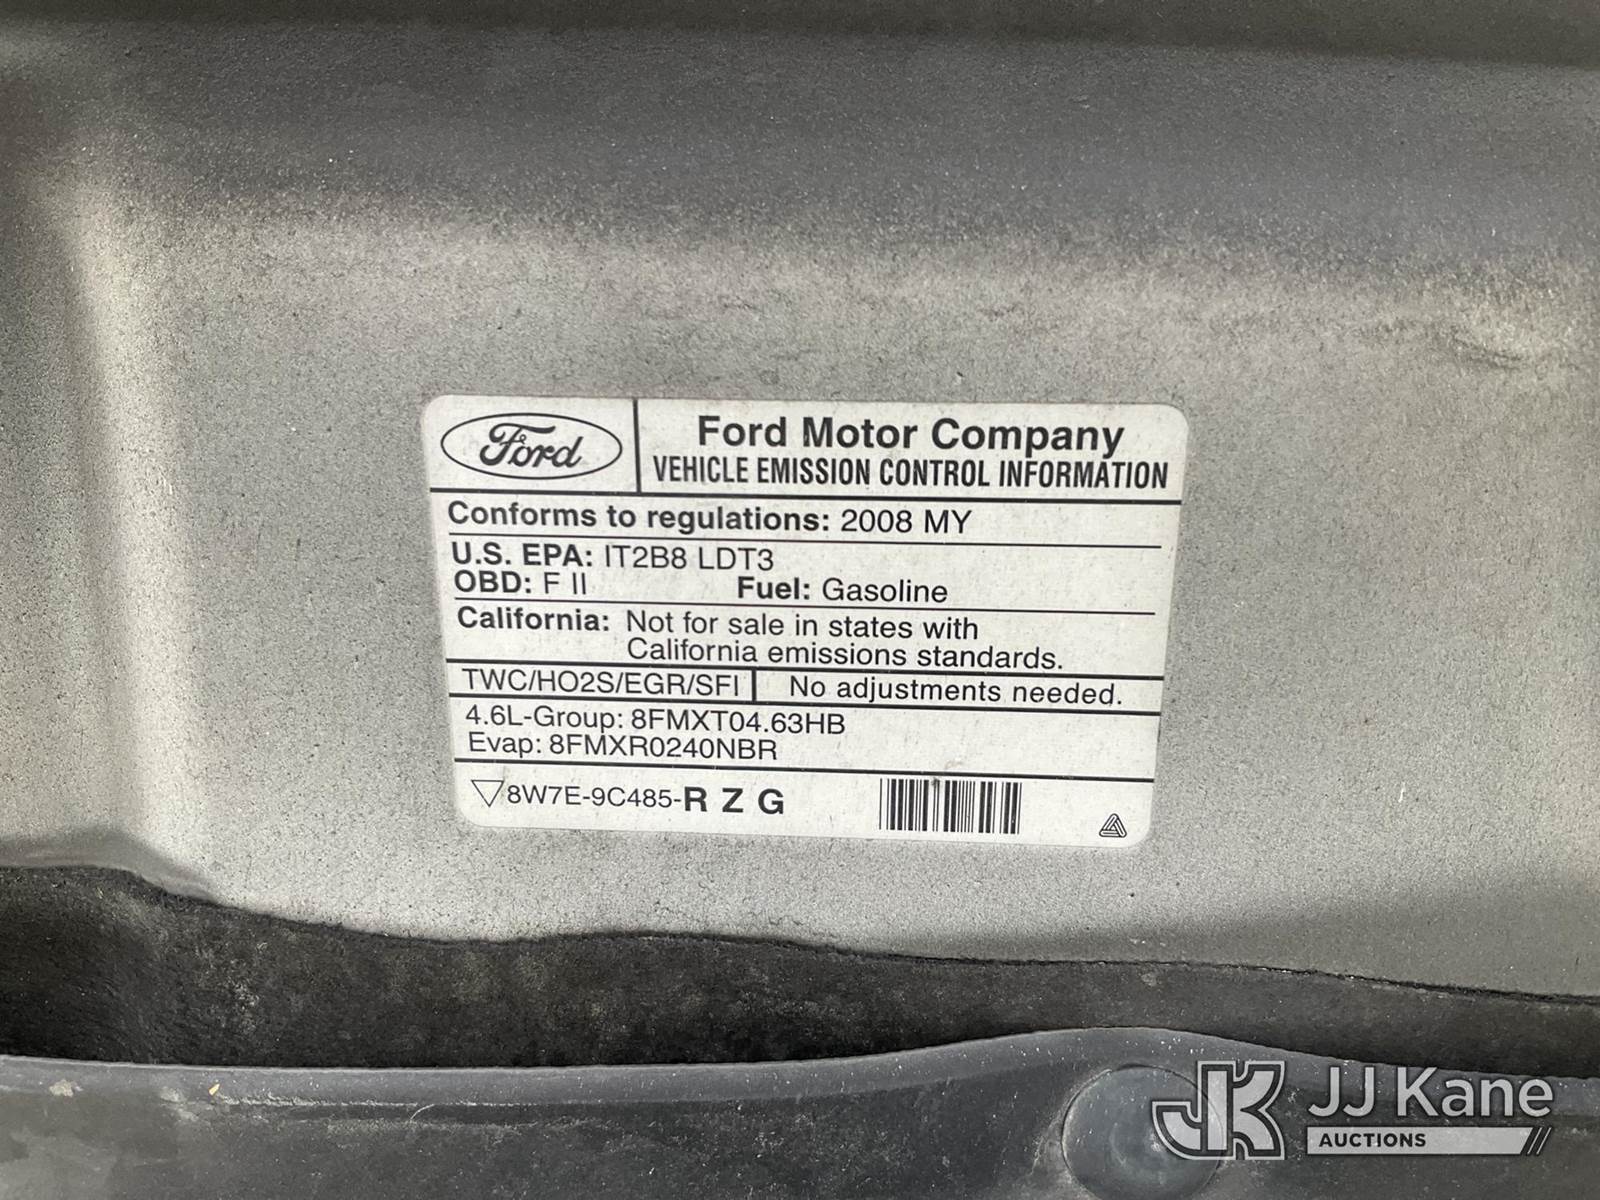 Ford
Ford Motor Company
VEHICLE EMISSION CONTROL INFORMATION
Conforms to regulations: 2008 MY
U.S. EPA: IT2B8 LDT3
OBD: F II Fuel: Gasoline
California: Not for sale in states with
California emissions standards.
TWC/HO2S/EGR/SFI No adjustments needed.
4.6L-Group: 8FMXT04.63HB
Evap: 8FMXR0240NBR
8W7E-9C485-R Z G
JK JJ Kane
AUCTIONS